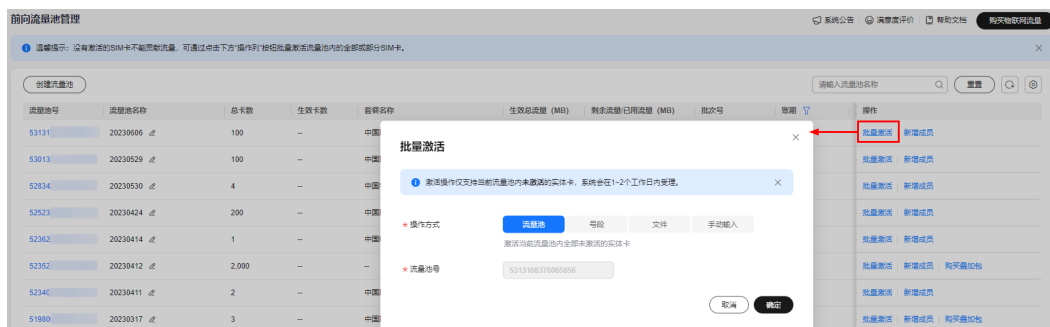 前向流量池管理 系统公告 满意度评价 帮助文档 购买物联网流量
温馨提示：没有激活的SIM卡不能贡献流量，可通过点击下方"操作列"按钮批量激活流量池内的全部或部分SIM卡。
创建流量池 请输入流量池名称 重置
流量池号 流量池名称 总卡数 生效卡数 套餐名称 生效总流量 (MB) 剩余流量/已用流量 (MB) 批次号 账期 操作
53131 20230606 100 -- 中国 批量激活 新增成员
53013 20230529 100 -- 中国 批量激活 新增成员
52834 20230530 4 -- 中国 批量激活 新增成员
52523 20230424 200 -- 中国 批量激活 新增成员
52362 20230414 1 -- 中国 批量激活 新增成员
52352 20230412 2,000 -- -- 批量激活 新增成员 购买叠加包
5234C 20230411 2 -- 中国 批量激活 新增成员
51980 20230317 3 -- 中国 批量激活 新增成员 购买叠加包
批量激活
激活操作仅支持当前流量池内未激活的实体卡，系统会在1~2个工作日内受理。
* 操作方式 流量池 号段 文件 手动输入
激活当前流量池内全部未激活的实体卡
* 流量池号 5313168378065856
取消 确定